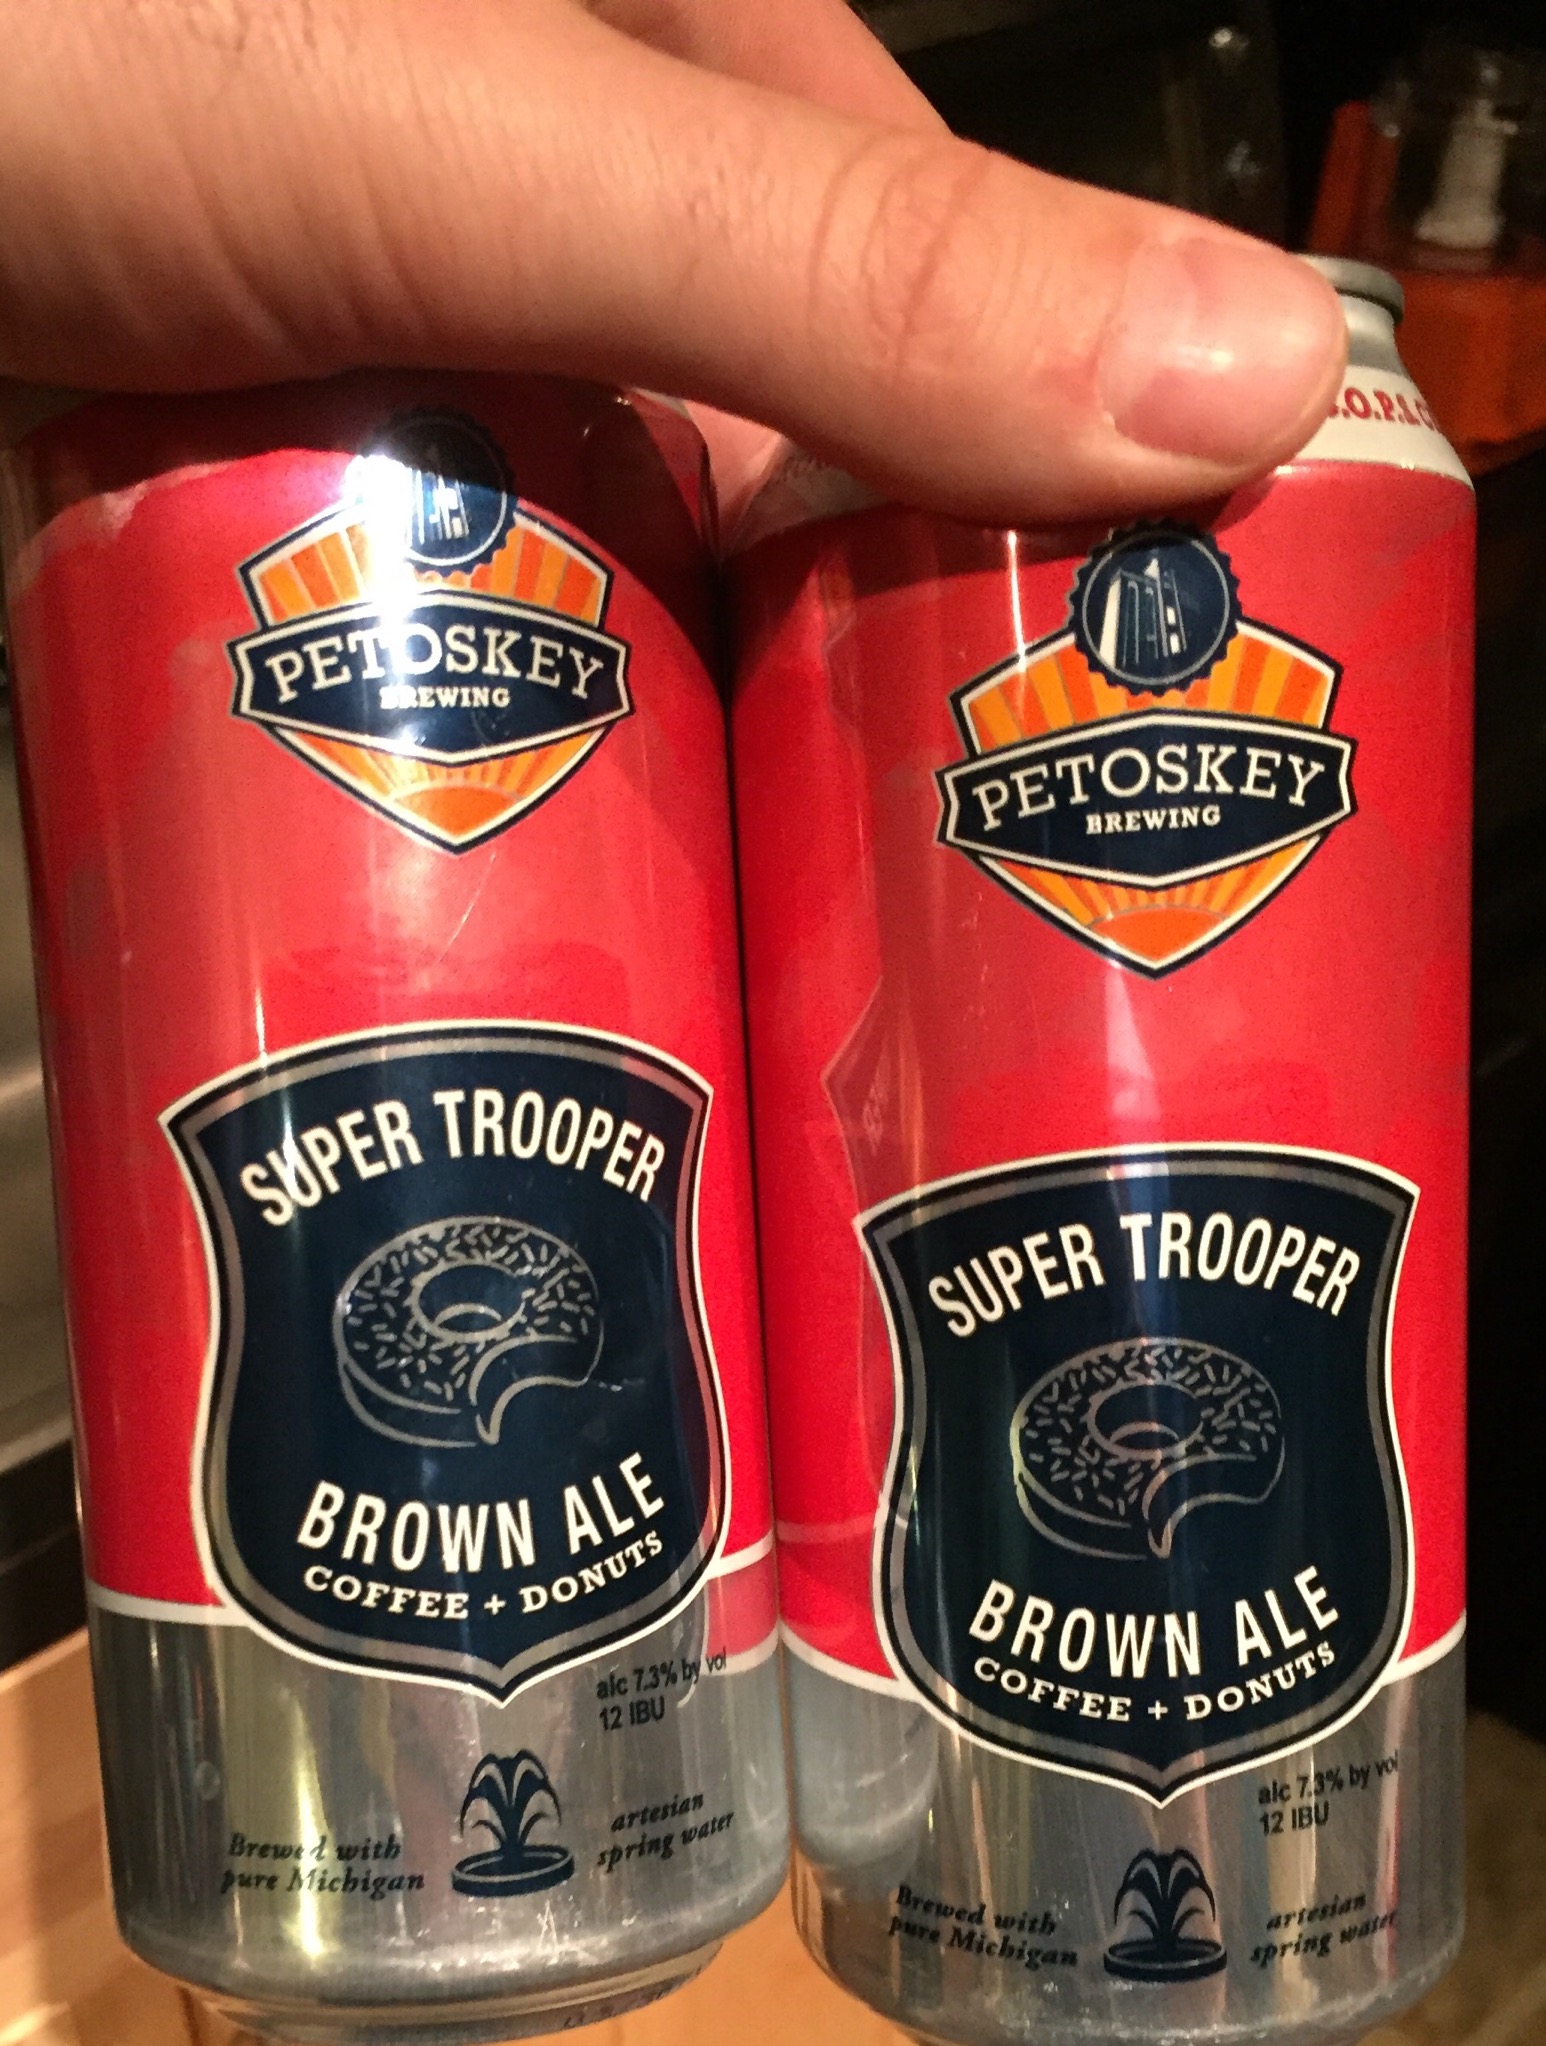 PETOSKEY
BREWING
SUPER TROOPER
BROWN ALE
COFFEE + DONUTS
alc 7.3% by vol
12 IBU
Brewed with
pure Michigan
artesian
spring water
.O.P.L.
PETOSKEY
BREWING
SUPER TROOPER
BROWN ALE
COFFEE + DONUTS
alc 7.3% by vol
12 IBU
Brewed with
pure Michigan
artesian
spring water